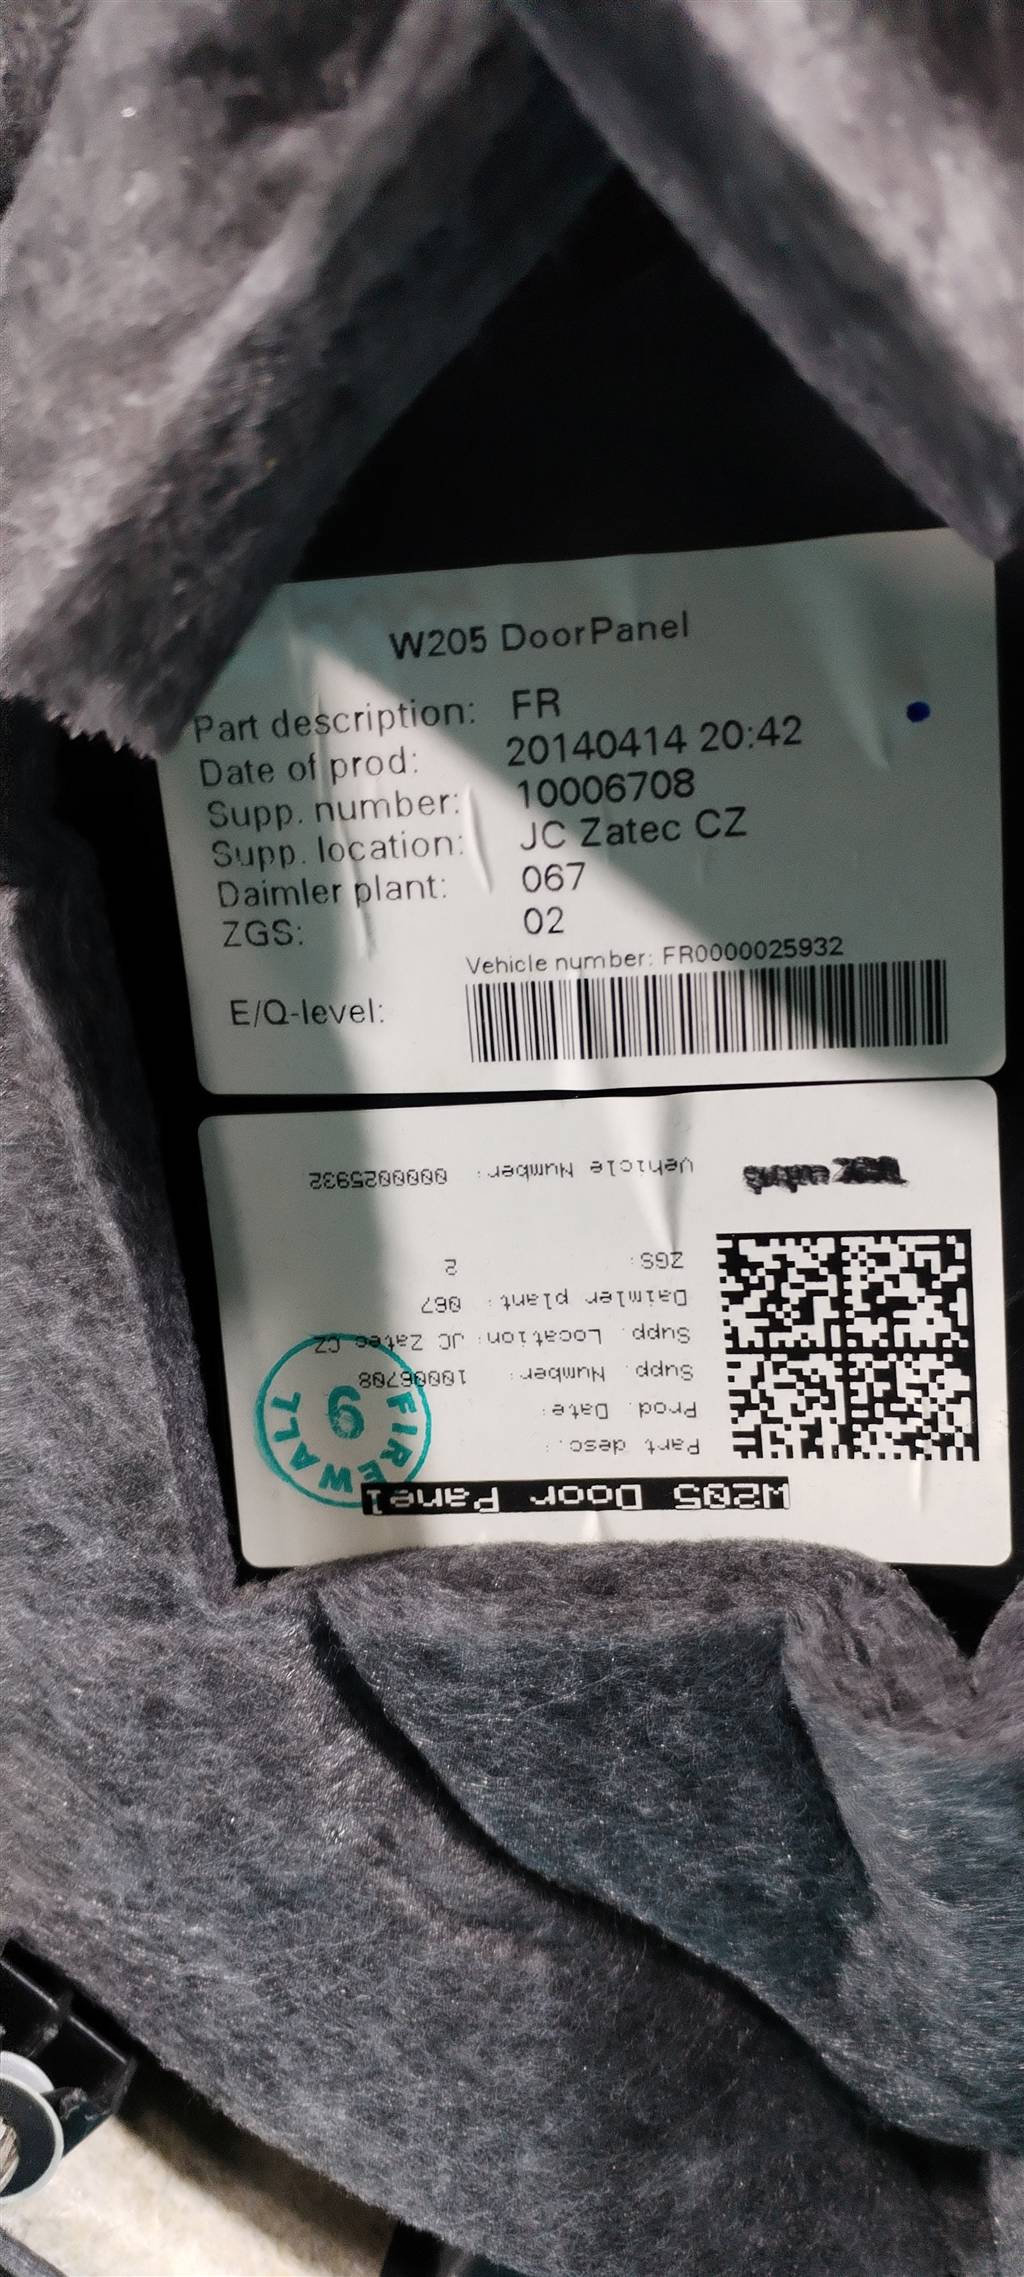 W205 DoorPanel
Part description: FR
Date of prod: 20140414 20:42
Supp. number: 10006708
Supp. location: JC Zatec CZ
Daimler plant: 067
ZGS: 02
Vehicle number: FR0000025932
E/Q-level:
W205 Door Panel
Part desc.:
Prod. Date:
Supp. Number: 10006708
Supp. Location: JC Zatec CZ
Daimler plant: 067
ZGS: 2
Vehicle Number: 0000025932
FIREWALL
9